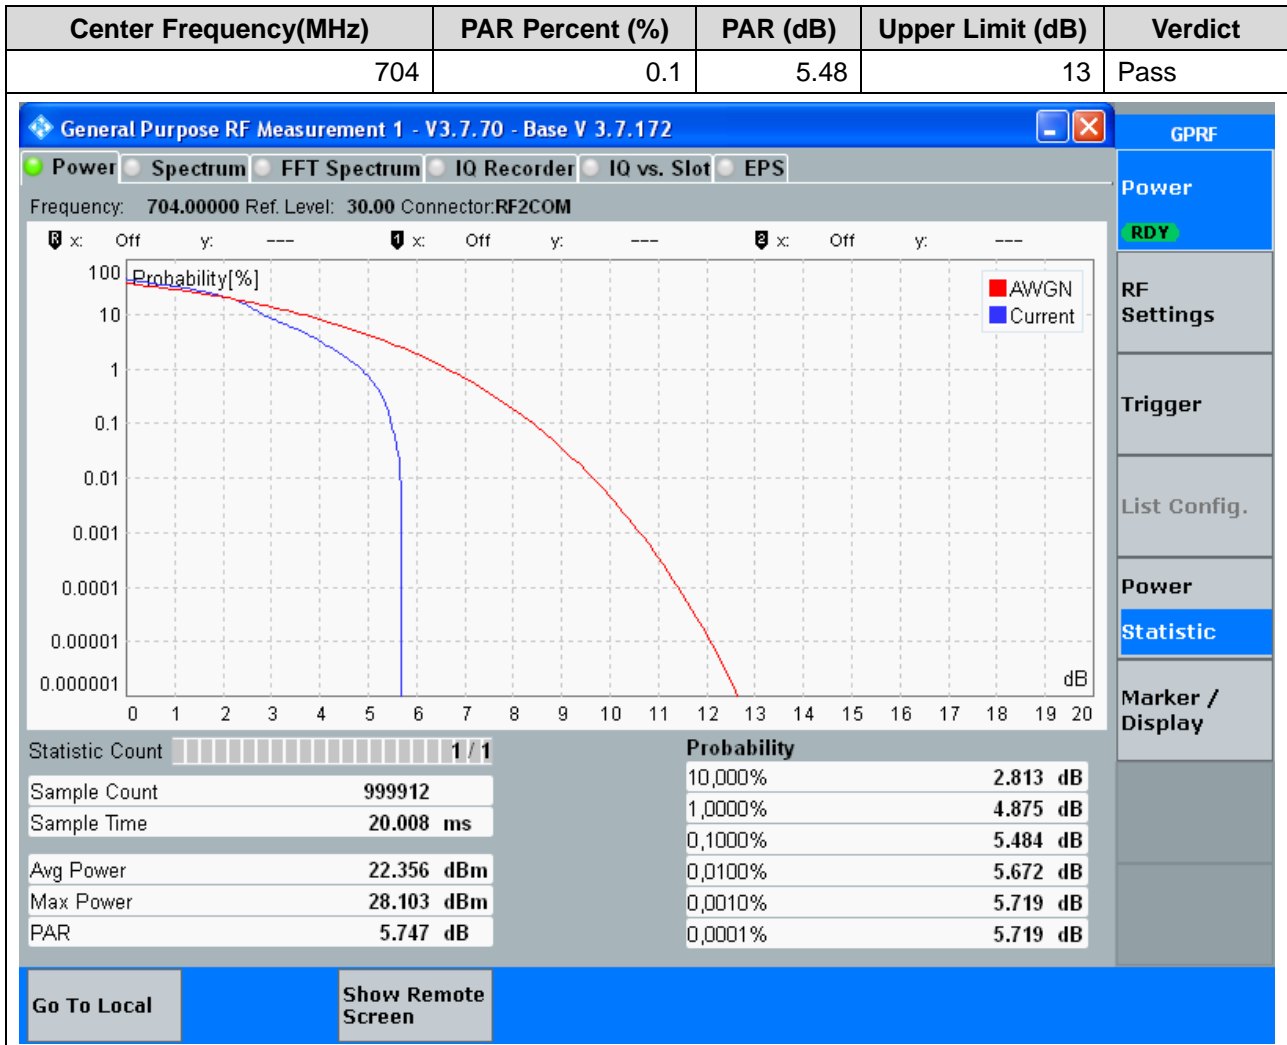 Center Frequency(MHz) PAR Percent (%) PAR (dB) Upper Limit (dB) Verdict
704 0.1 5.48 13 Pass
General Purpose RF Measurement 1 - V3.7.70 - Base V 3.7.172
GPRF
Power Spectrum FFT Spectrum IQ Recorder IQ vs. Slot EPS
Power
RDY
Frequency: 704.00000 Ref. Level: 30.00 Connector:RF2COM
R x: Off y: --- 1 x: Off y: --- 2 x: Off y: ---
Probability[%]
AWGN
Current
100
10
1
0.1
0.01
0.001
0.0001
0.00001
0.000001
dB
0 1 2 3 4 5 6 7 8 9 10 11 12 13 14 15 16 17 18 19 20
RF
Settings
Trigger
List Config.
Power
Statistic
Marker /
Display
Statistic Count 1 / 1
Sample Count 999912
Sample Time 20.008 ms
Avg Power 22.356 dBm
Max Power 28.103 dBm
PAR 5.747 dB
Probability
10,000% 2.813 dB
1,0000% 4.875 dB
0,1000% 5.484 dB
0,0100% 5.672 dB
0,0010% 5.719 dB
0,0001% 5.719 dB
Go To Local
Show Remote
Screen